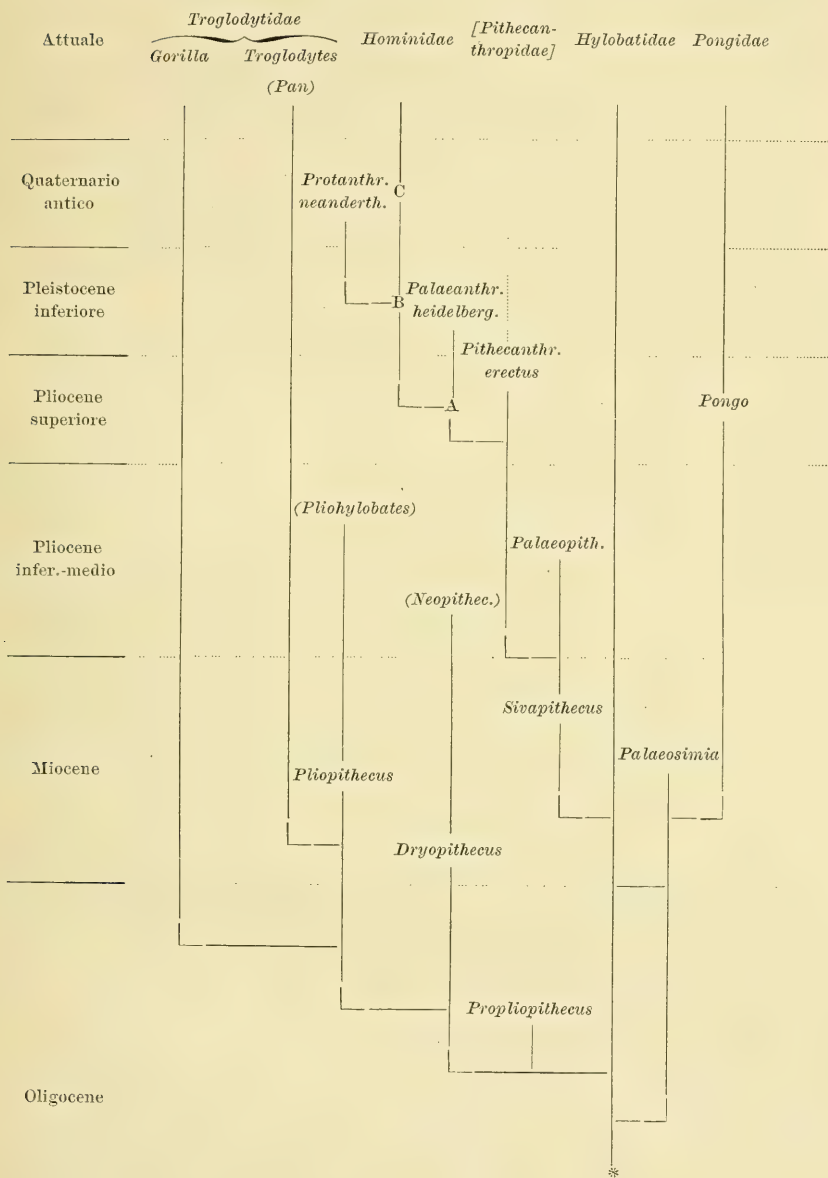 Troglodytidae
Attuale
Gorilla
Troglodytes
(Pan)
Hominidae
[Pithecan-
thropidae]
Hylobatidae
Pongidae
Quaternario
antico
Protanthr.
neanderth.
C
Pleistocene
inferiore
B
Palaeanthr.
heidelberg.
Pithecanthr.
erectus
Pliocene
superiore
A
Pongo
(Pliohylobates)
Pliocene
infer.-medio
Palaeopith.
(Neopithec.)
Sivapithecus
Palaeosimia
Miocene
Pliopithecus
Dryopithecus
Propliopithecus
Oligocene
*